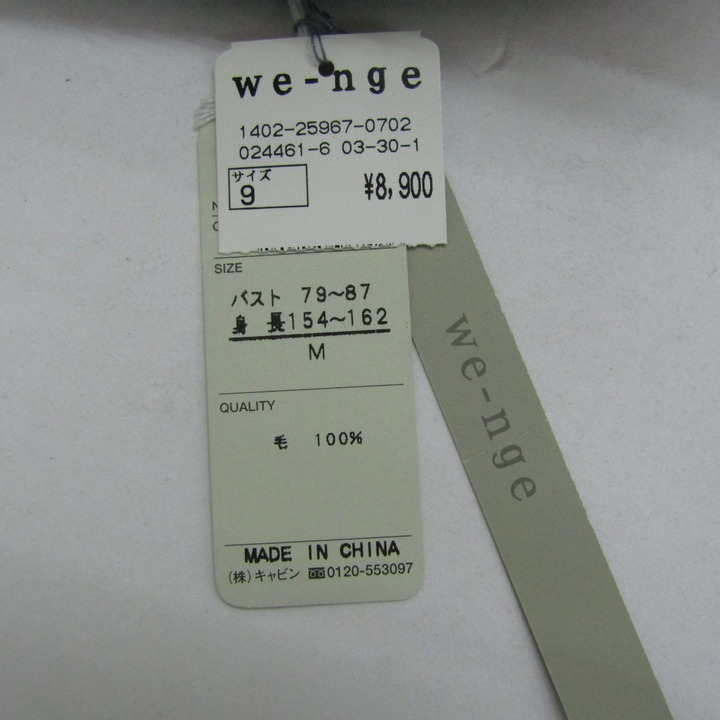 we-nge
1402-25967-0702
024461-6 03-30-1
サイズ
9
¥8,900
SIZE
バスト 79～87
身 長154～162
M
QUALITY
毛 100%
MADE IN CHINA
(株)キャビン 0120-553097
we-nge